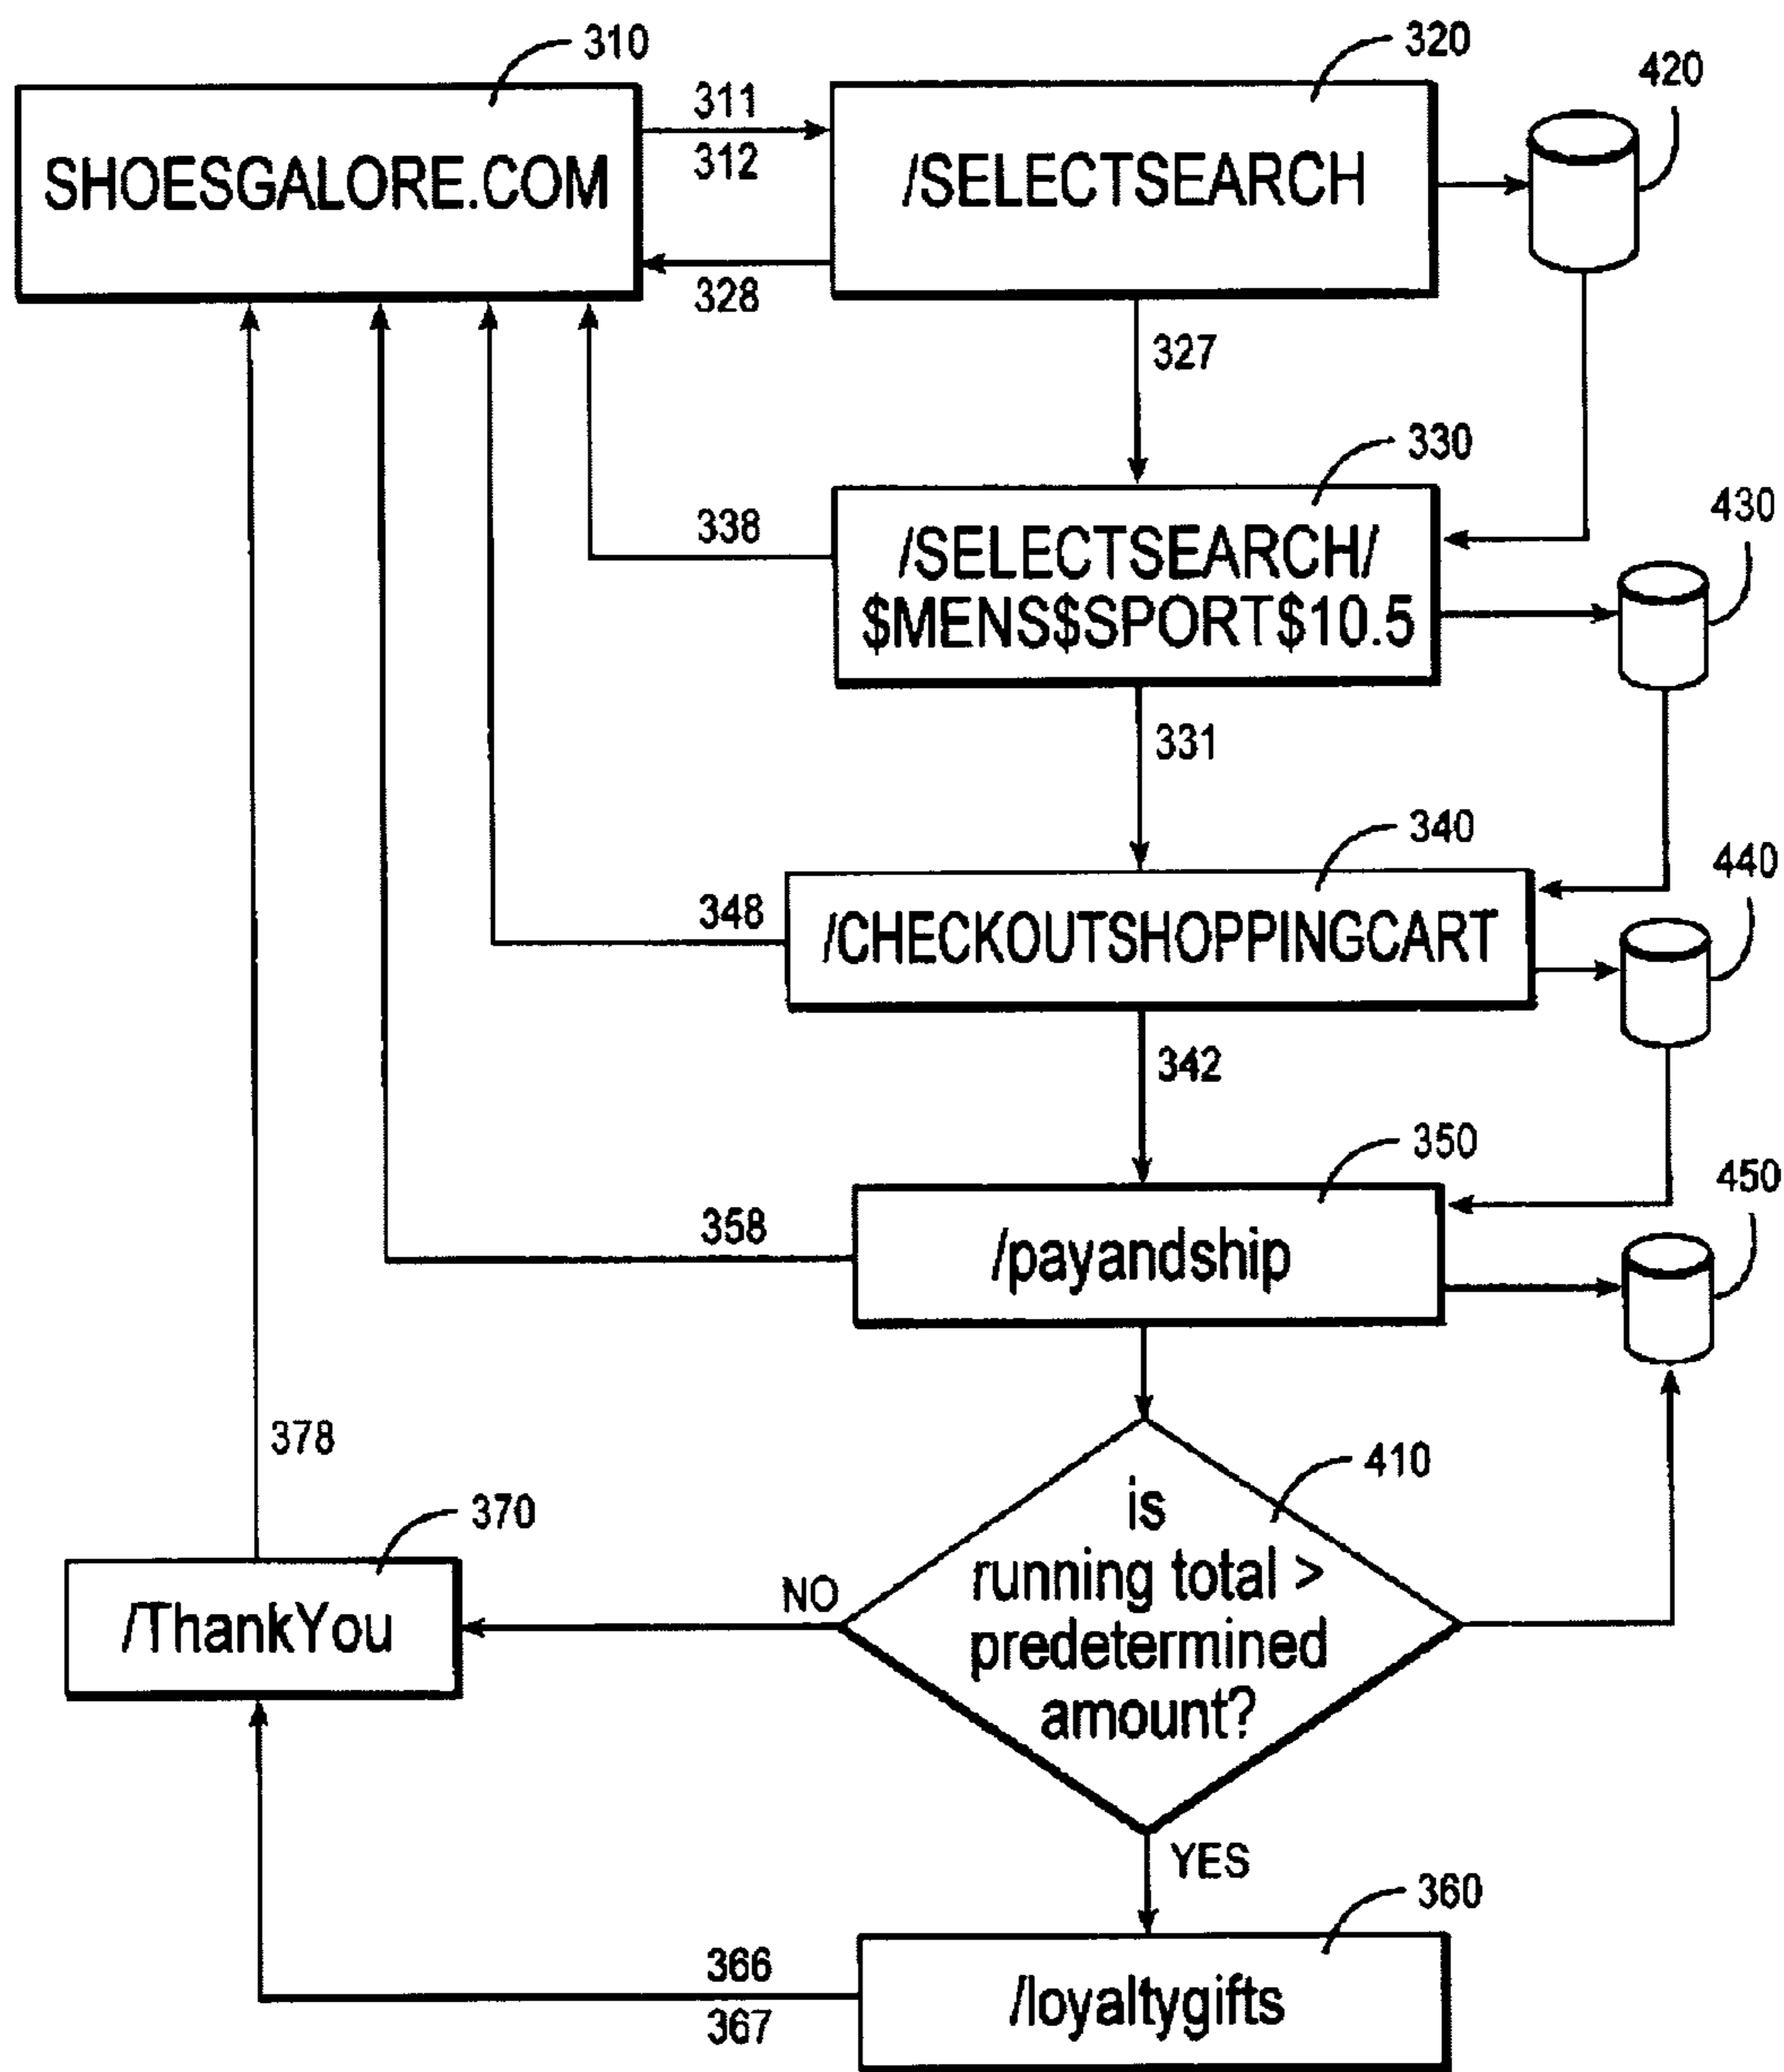 310
320
420
SHOESGALORE.COM
311
312
/SELECTSEARCH
328
327
330
430
338
/SELECTSEARCH/
$MENS$SPORT$10.5
331
340
440
348
/CHECKOUTSHOPPINGCART
342
350
450
358
/payandship
378
410
is
running total >
predetermined
amount?
370
NO
/ThankYou
YES
360
366
367
/loyaltygifts